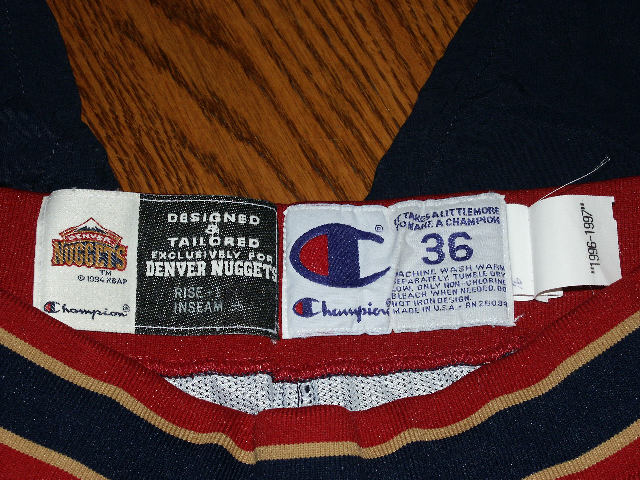 DENVER
NUGGETS
TM
© 1994 NBAP
Champion
DESIGNED
&
TAILORED
EXCLUSIVELY FOR
DENVER NUGGETS
RISE
INSEAM
Champion
IT TAKES A LITTLE MORE
TO MAKE A CHAMPION
36
MACHINE WASH WARM
SEPARATELY. TUMBLE DRY
LOW. ONLY NON-CHLORINE
BLEACH WHEN NEEDED. DO
NOT IRON DESIGN.
MADE IN U.S.A. - RN 26094
"1996-1997"